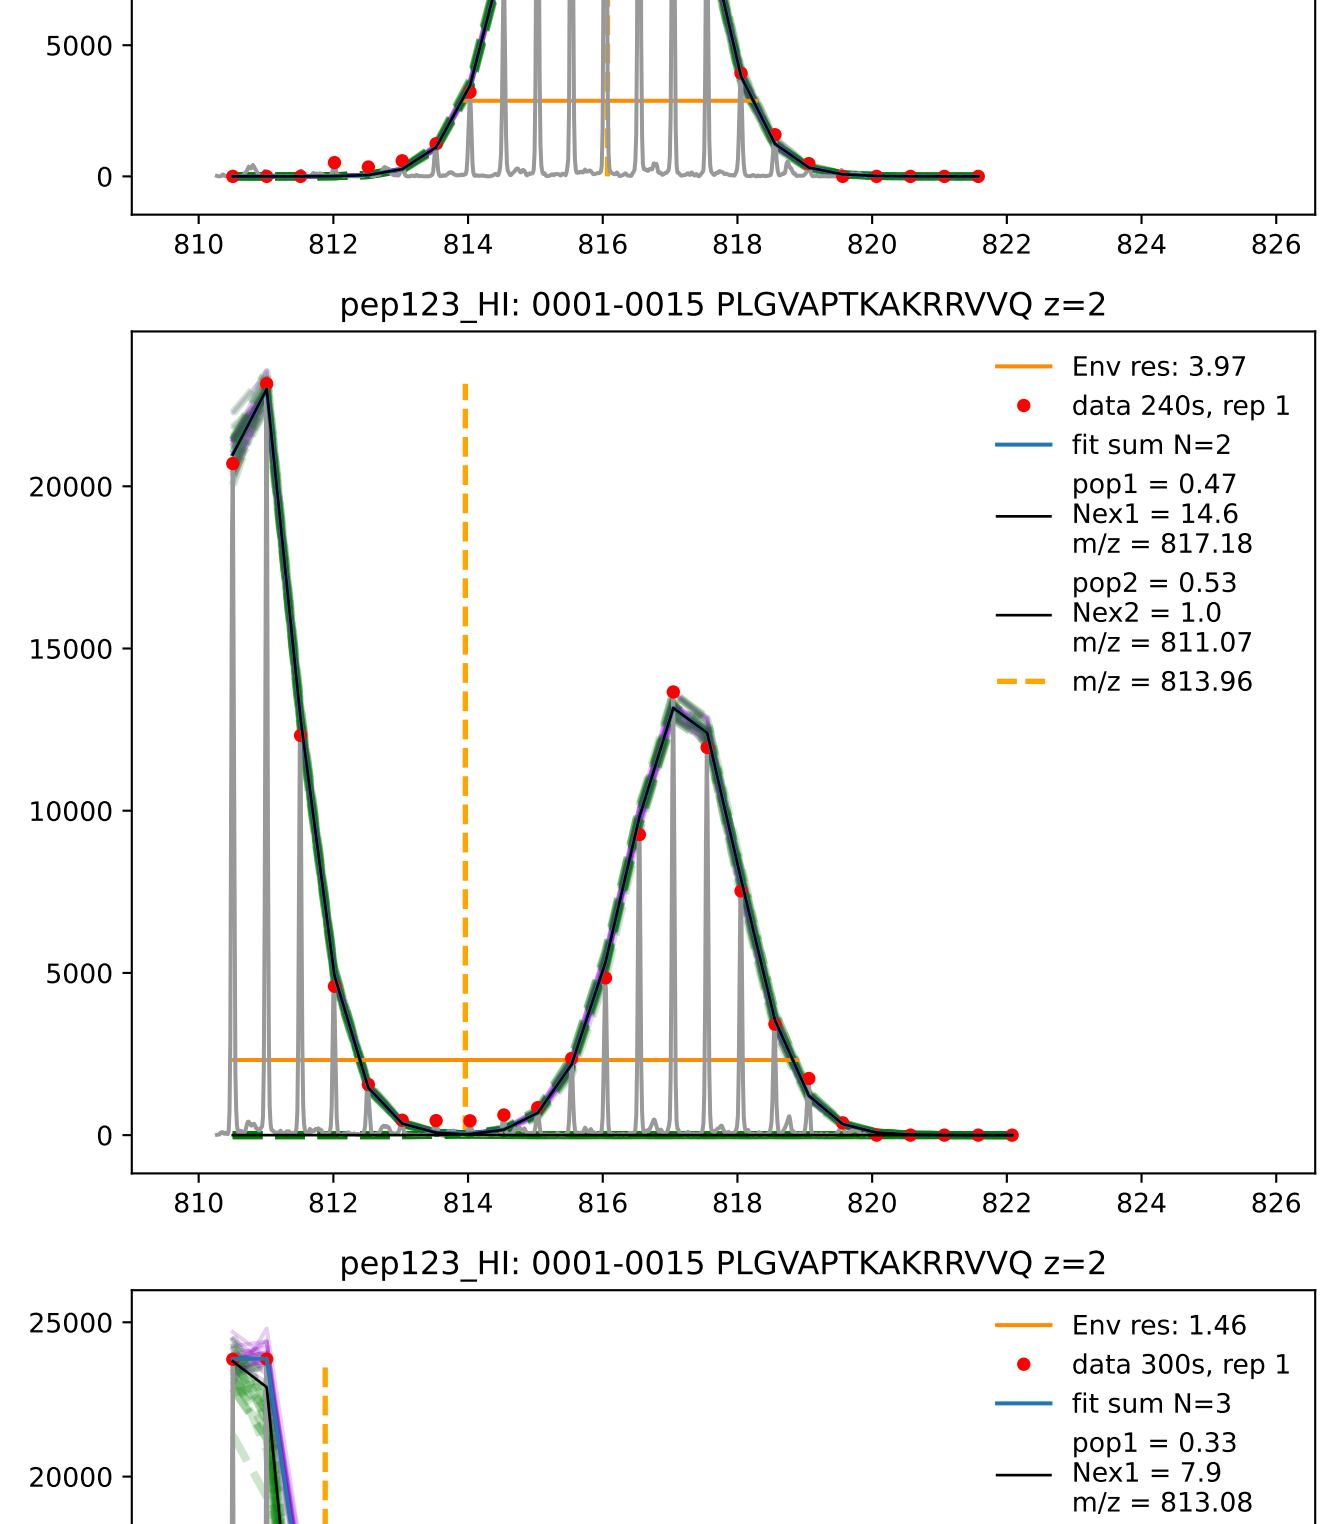 5000
0
810 812 814 816 818 820 822 824 826
pep123_HI: 0001-0015 PLGVAPTKAKRRVVQ z=2
Env res: 3.97
data 240s, rep 1
fit sum N=2
pop1 = 0.47
Nex1 = 14.6
m/z = 817.18
pop2 = 0.53
Nex2 = 1.0
m/z = 811.07
m/z = 813.96
20000
15000
10000
5000
0
810 812 814 816 818 820 822 824 826
pep123_HI: 0001-0015 PLGVAPTKAKRRVVQ z=2
25000
Env res: 1.46
data 300s, rep 1
fit sum N=3
pop1 = 0.33
Nex1 = 7.9
m/z = 813.08
20000